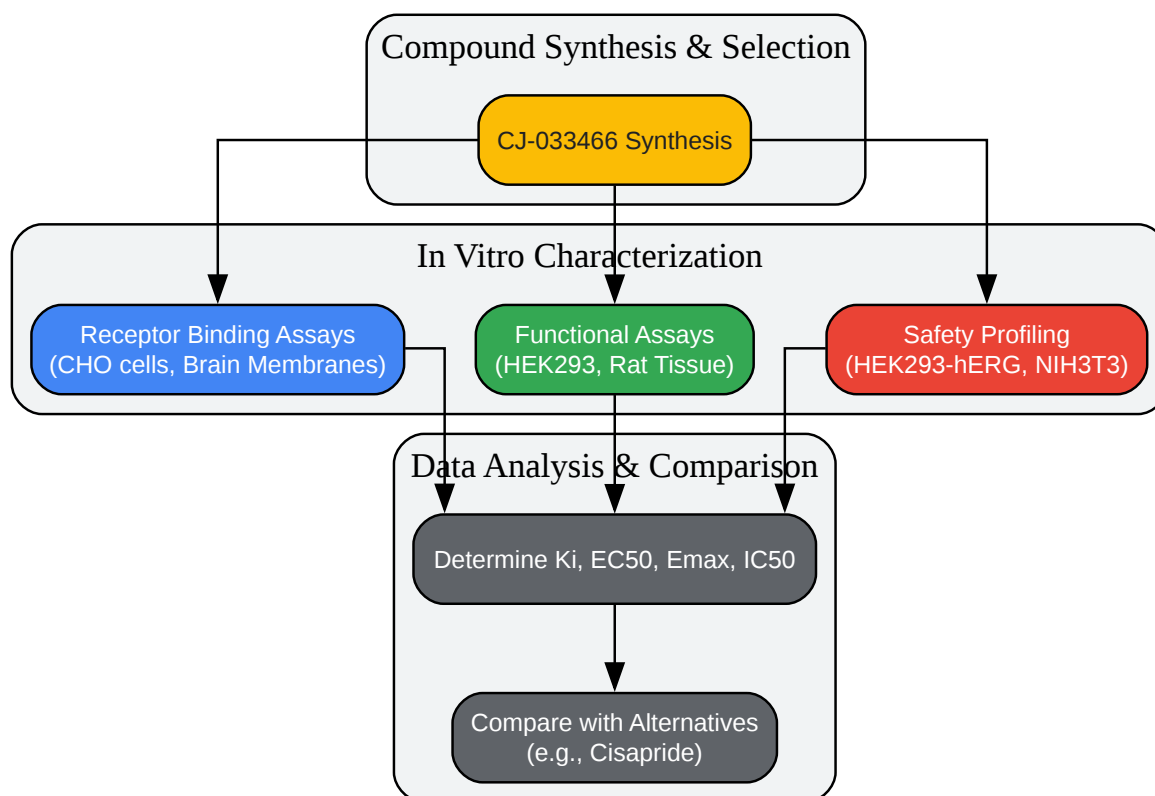 Compound Synthesis & Selection
CJ-033466 Synthesis
In Vitro Characterization
Receptor Binding Assays
(CHO cells, Brain Membranes)
Functional Assays
(HEK293, Rat Tissue)
Safety Profiling
(HEK293-hERG, NIH3T3)
Data Analysis & Comparison
Determine Ki, EC50, Emax, IC50
Compare with Alternatives
(e.g., Cisapride)